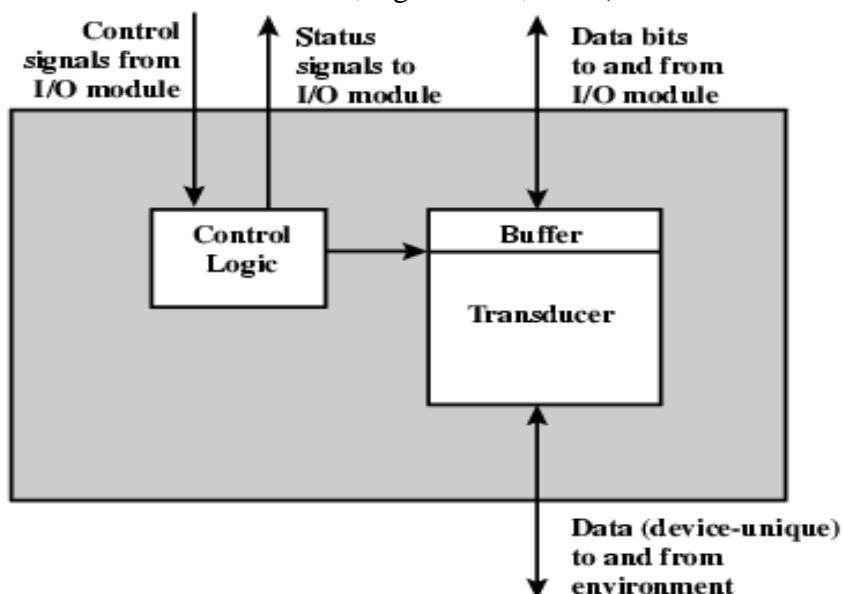 Control
signals from
I/O module
Status
signals to
I/O module
Data bits
to and from
I/O module
Control
Logic
Buffer
Transducer
Data (device-unique)
to and from
environment